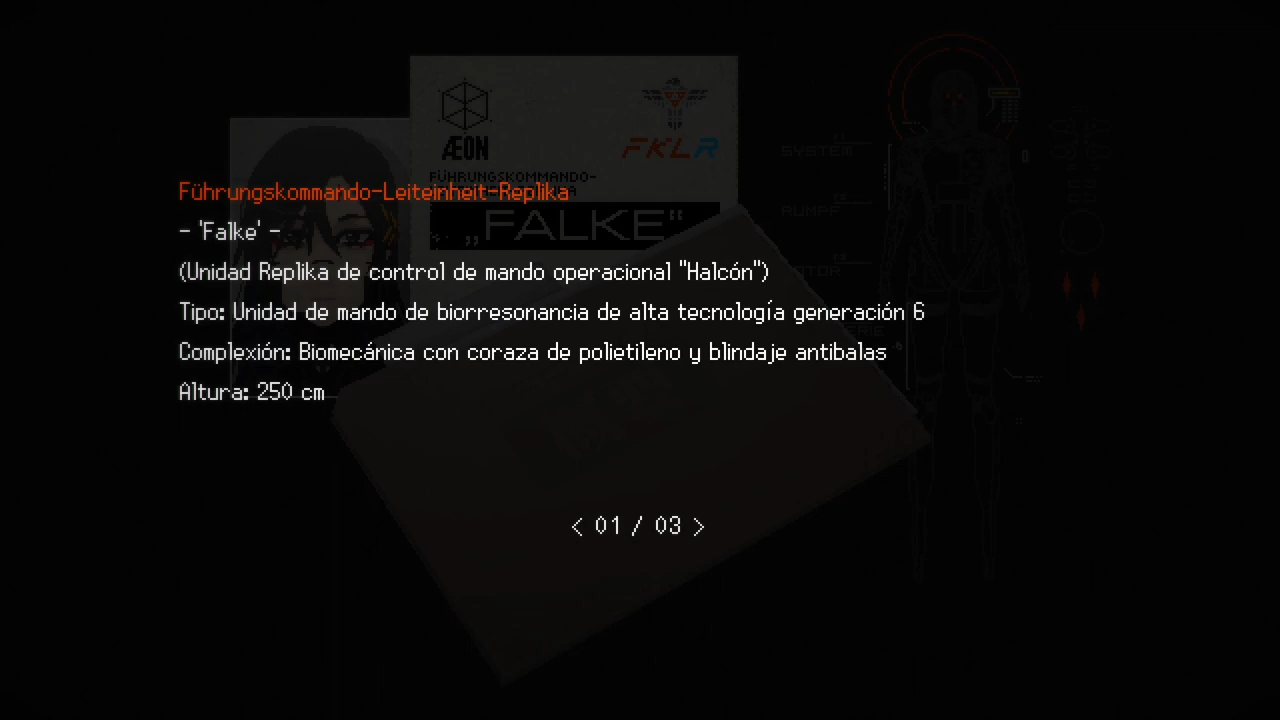 ÆON
FKLR
FÜHRUNGSKOMMANDO-
Führungskommando-Leiteinheit-Replika
„FALKE“
- 'Falke' -
(Unidad Replika de control de mando operacional "Halcón")
Tipo: Unidad de mando de biorresonancia de alta tecnología generación 6
Complexión: Biomecánica con coraza de polietileno y blindaje antibalas
Altura: 250 cm
SYSTEM
RUMPF
< 01 / 03 >